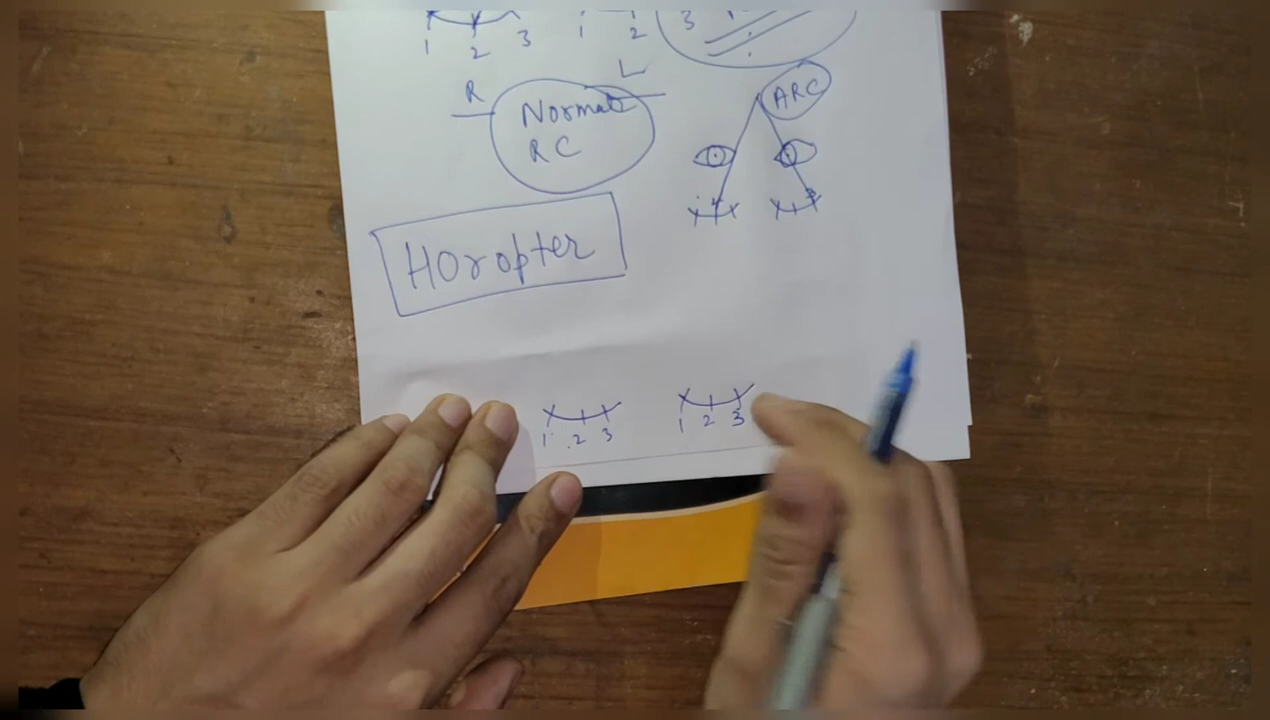 1 2 3 1 2 3
R L
Normal
RC
ARC
Horopter
1 2 3 1 2 3